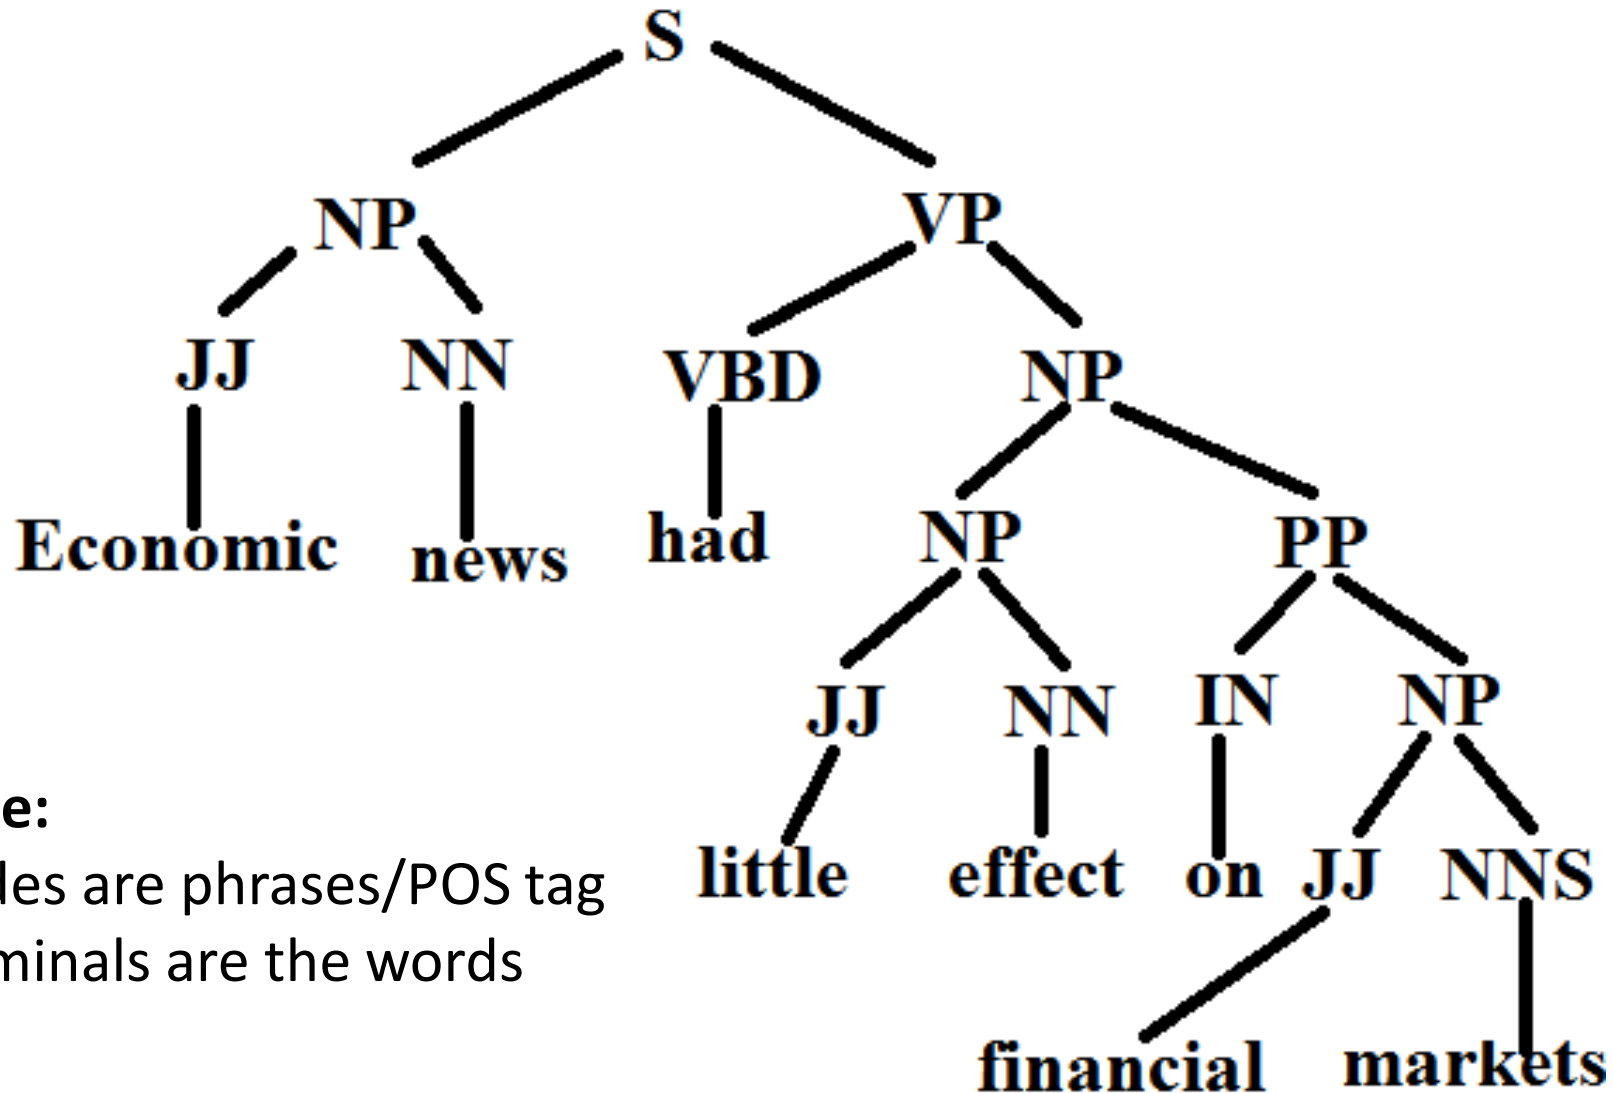 S
NP VP
JJ NN VBD NP
Economic news had NP PP
JJ NN IN NP
little effect on JJ NNS
financial markets
e:
des are phrases/POS tag
minals are the words